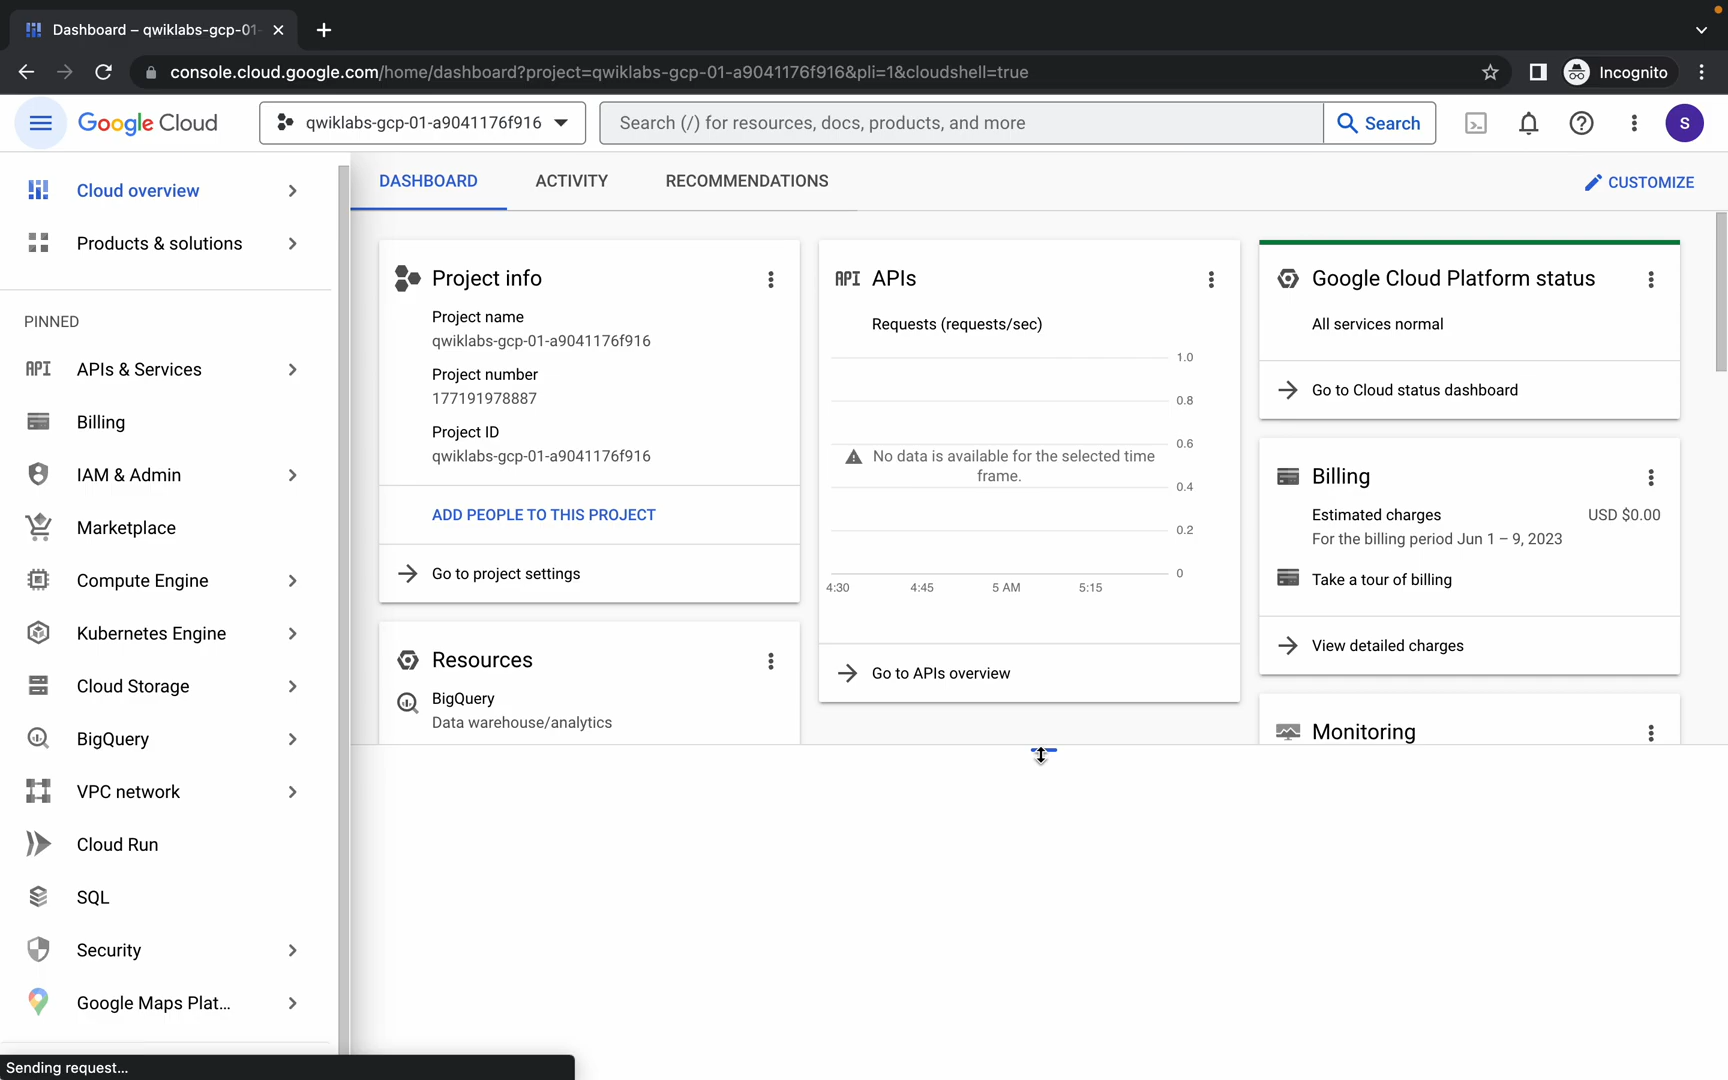 Dashboard – qwiklabs-gcp-01-
console.cloud.google.com/home/dashboard?project=qwiklabs-gcp-01-a9041176f916&pli=1&cloudshell=true
Incognito
Google Cloud
qwiklabs-gcp-01-a9041176f916
Search (/) for resources, docs, products, and more
Search
S
Cloud overview
Products & solutions
PINNED
API APIs & Services
Billing
IAM & Admin
Marketplace
Compute Engine
Kubernetes Engine
Cloud Storage
BigQuery
VPC network
Cloud Run
SQL
Security
Google Maps Plat...
DASHBOARD
ACTIVITY
RECOMMENDATIONS
CUSTOMIZE
Project info
Project name
qwiklabs-gcp-01-a9041176f916
Project number
177191978887
Project ID
qwiklabs-gcp-01-a9041176f916
ADD PEOPLE TO THIS PROJECT
Go to project settings
Resources
BigQuery
Data warehouse/analytics
API APIs
Requests (requests/sec)
1.0
0.8
0.6
No data is available for the selected time
frame.
0.4
0.2
0
4:30 4:45 5 AM 5:15
Go to APIs overview
Google Cloud Platform status
All services normal
Go to Cloud status dashboard
Billing
Estimated charges USD $0.00
For the billing period Jun 1 – 9, 2023
Take a tour of billing
View detailed charges
Monitoring
Sending request...